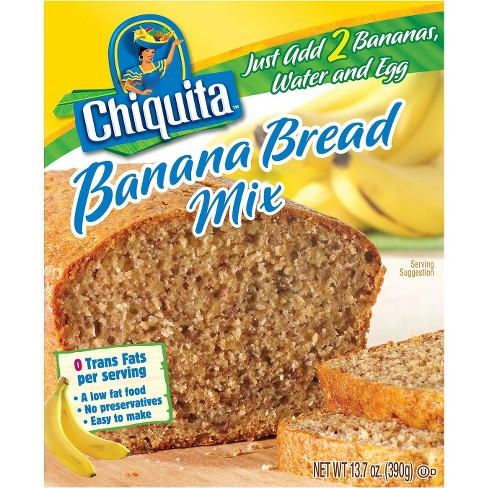 Chiquita™
Just Add 2 Bananas,
Water and Egg
Banana Bread
Mix
Serving
Suggestion
0 Trans Fats
per serving
• A low fat food
• No preservatives
• Easy to make
NET WT 13.7 oz. (390g) Ⓤ D